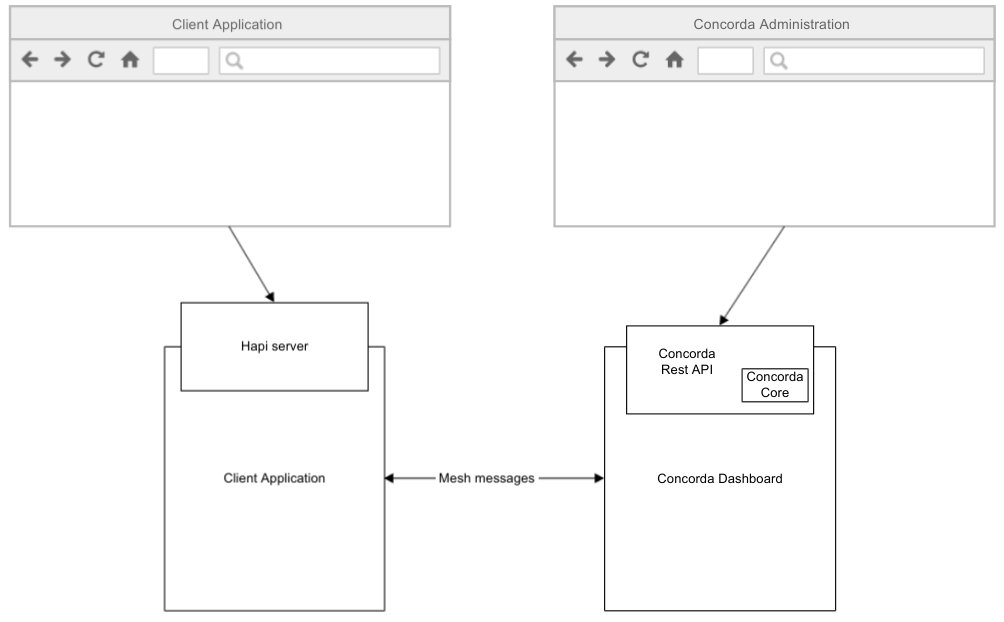 Client Application
Concorda Administration
Hapi server
Concorda
Rest API
Concorda
Core
Client Application
Mesh messages
Concorda Dashboard